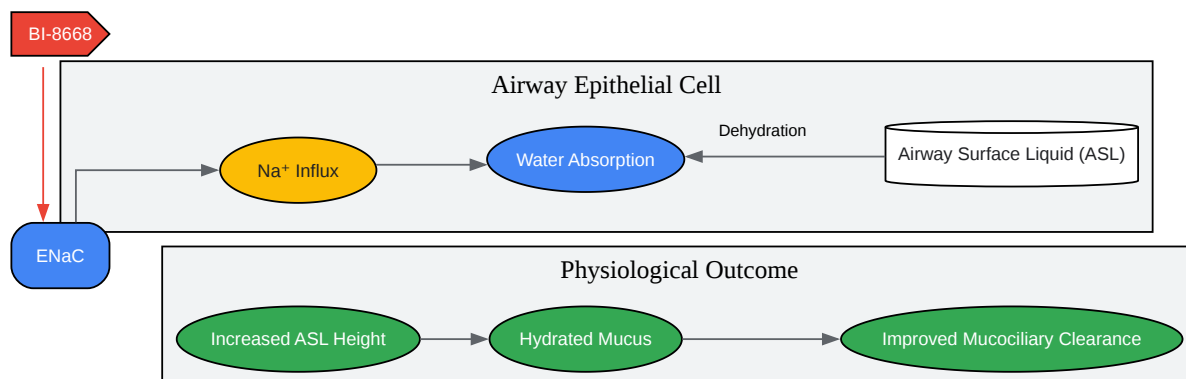 BI-8668
Airway Epithelial Cell
Dehydration
Na⁺ Influx
Water Absorption
Airway Surface Liquid (ASL)
ENaC
Physiological Outcome
Increased ASL Height
Hydrated Mucus
Improved Mucociliary Clearance